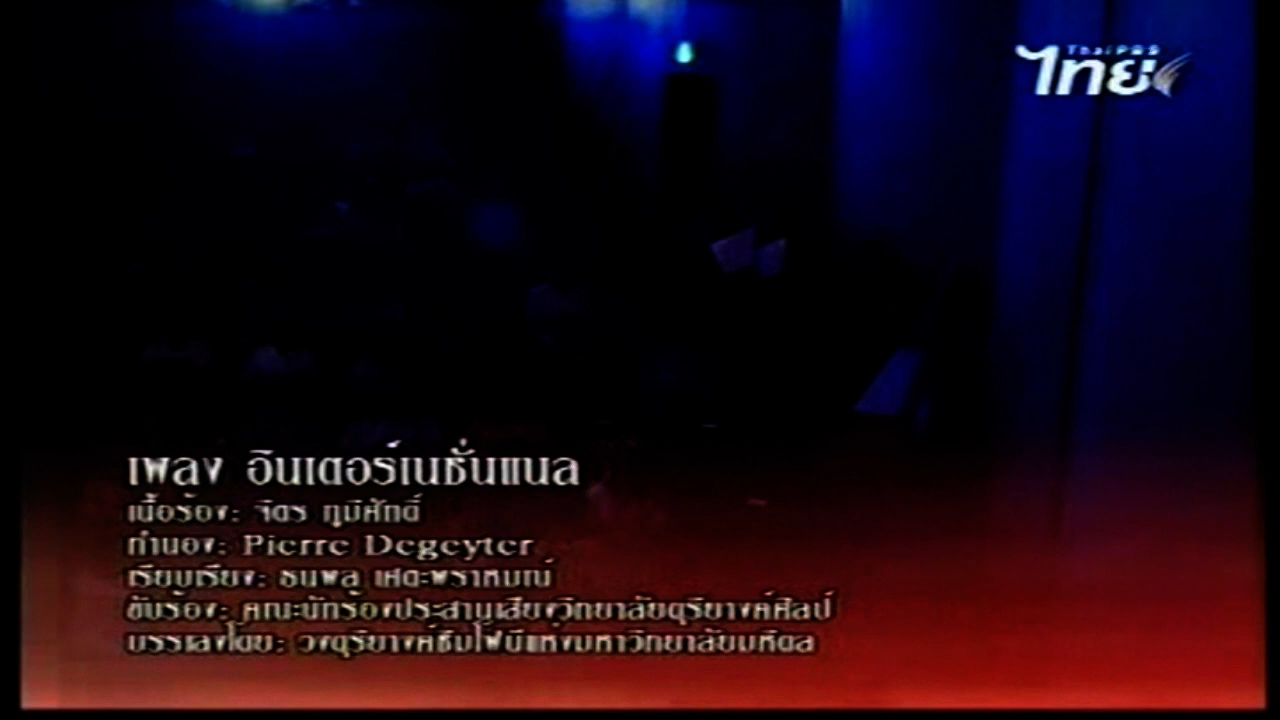 Thai PBS
ไทย
เพลง อินเตอร์เนชั่นแนล
เนื้อร้อง: จิตร ภูมิศักดิ์
ทำนอง: Pierre Degeyter
เรียบเรียง: ธนพลู เศตะพราหมณ์
ขับร้อง: คณะนักร้องประสานเสียงวิทยาลัยดุริยางค์ศิลป์
บรรเลงโดย: วงดุริยางค์ซิมโฟนีแห่งมหาวิทยาลัยมหิดล